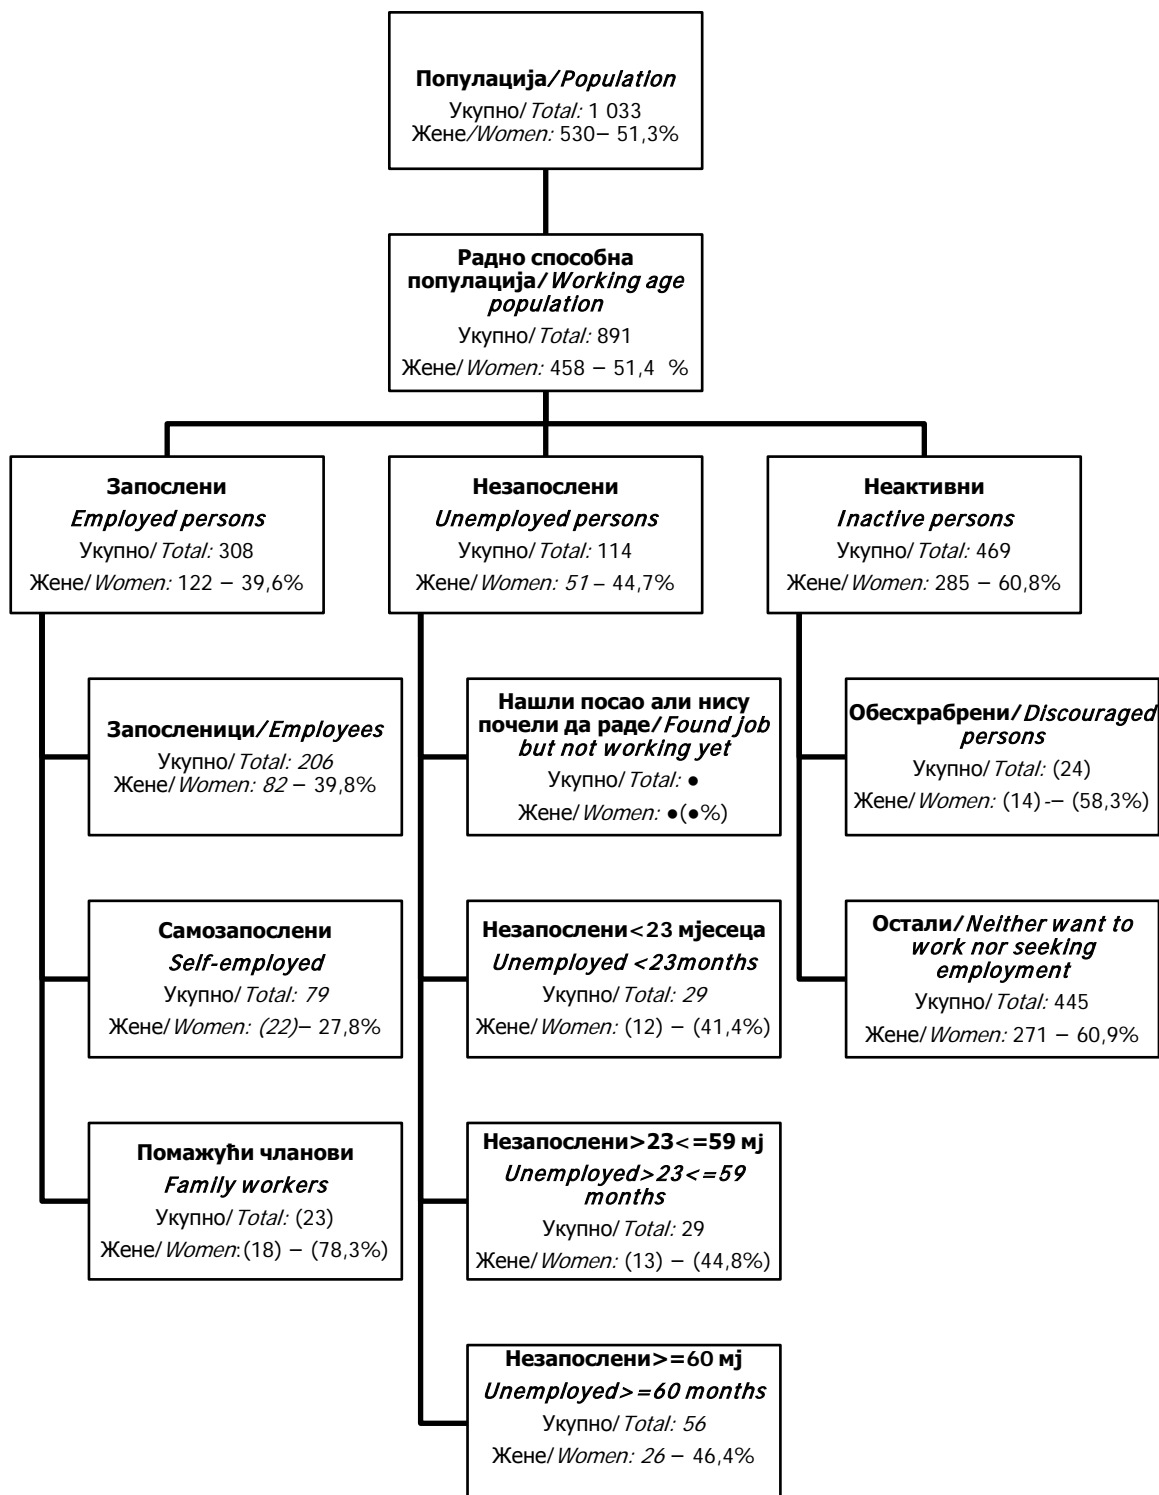 Популација/Population
Укупно/Total: 1 033
Жене/Women: 530– 51,3%
Радно способна
популација/Working age
population
Укупно/Total: 891
Жене/Women: 458 – 51,4 %
Запослени
Employed persons
Укупно/Total: 308
Жене/Women: 122 – 39,6%
Незапослени
Unemployed persons
Укупно/Total: 114
Жене/Women: 51 – 44,7%
Неактивни
Inactive persons
Укупно/Total: 469
Жене/Women: 285 – 60,8%
Запосленици/Employees
Укупно/Total: 206
Жене/Women: 82 – 39,8%
Нашли посао али нису
почели да раде/Found job
but not working yet
Укупно/Total: ●
Жене/Women: ●(●%)
Обесхрабрени/Discouraged
persons
Укупно/Total: (24)
Жене/Women: (14) -– (58,3%)
Самозапослени
Self-employed
Укупно/Total: 79
Жене/Women: (22)– 27,8%
Незапослени<23 мјесеца
Unemployed <23months
Укупно/Total: 29
Жене/Women: (12) – (41,4%)
Остали/Neither want to
work nor seeking
employment
Укупно/Total: 445
Жене/Women: 271 – 60,9%
Помажући чланови
Family workers
Укупно/Total: (23)
Жене/Women:(18) – (78,3%)
Незапослени>23<=59 мј
Unemployed>23<=59
months
Укупно/Total: 29
Жене/Women: (13) – (44,8%)
Незапослени>=60 мј
Unemployed>=60 months
Укупно/Total: 56
Жене/Women: 26 – 46,4%